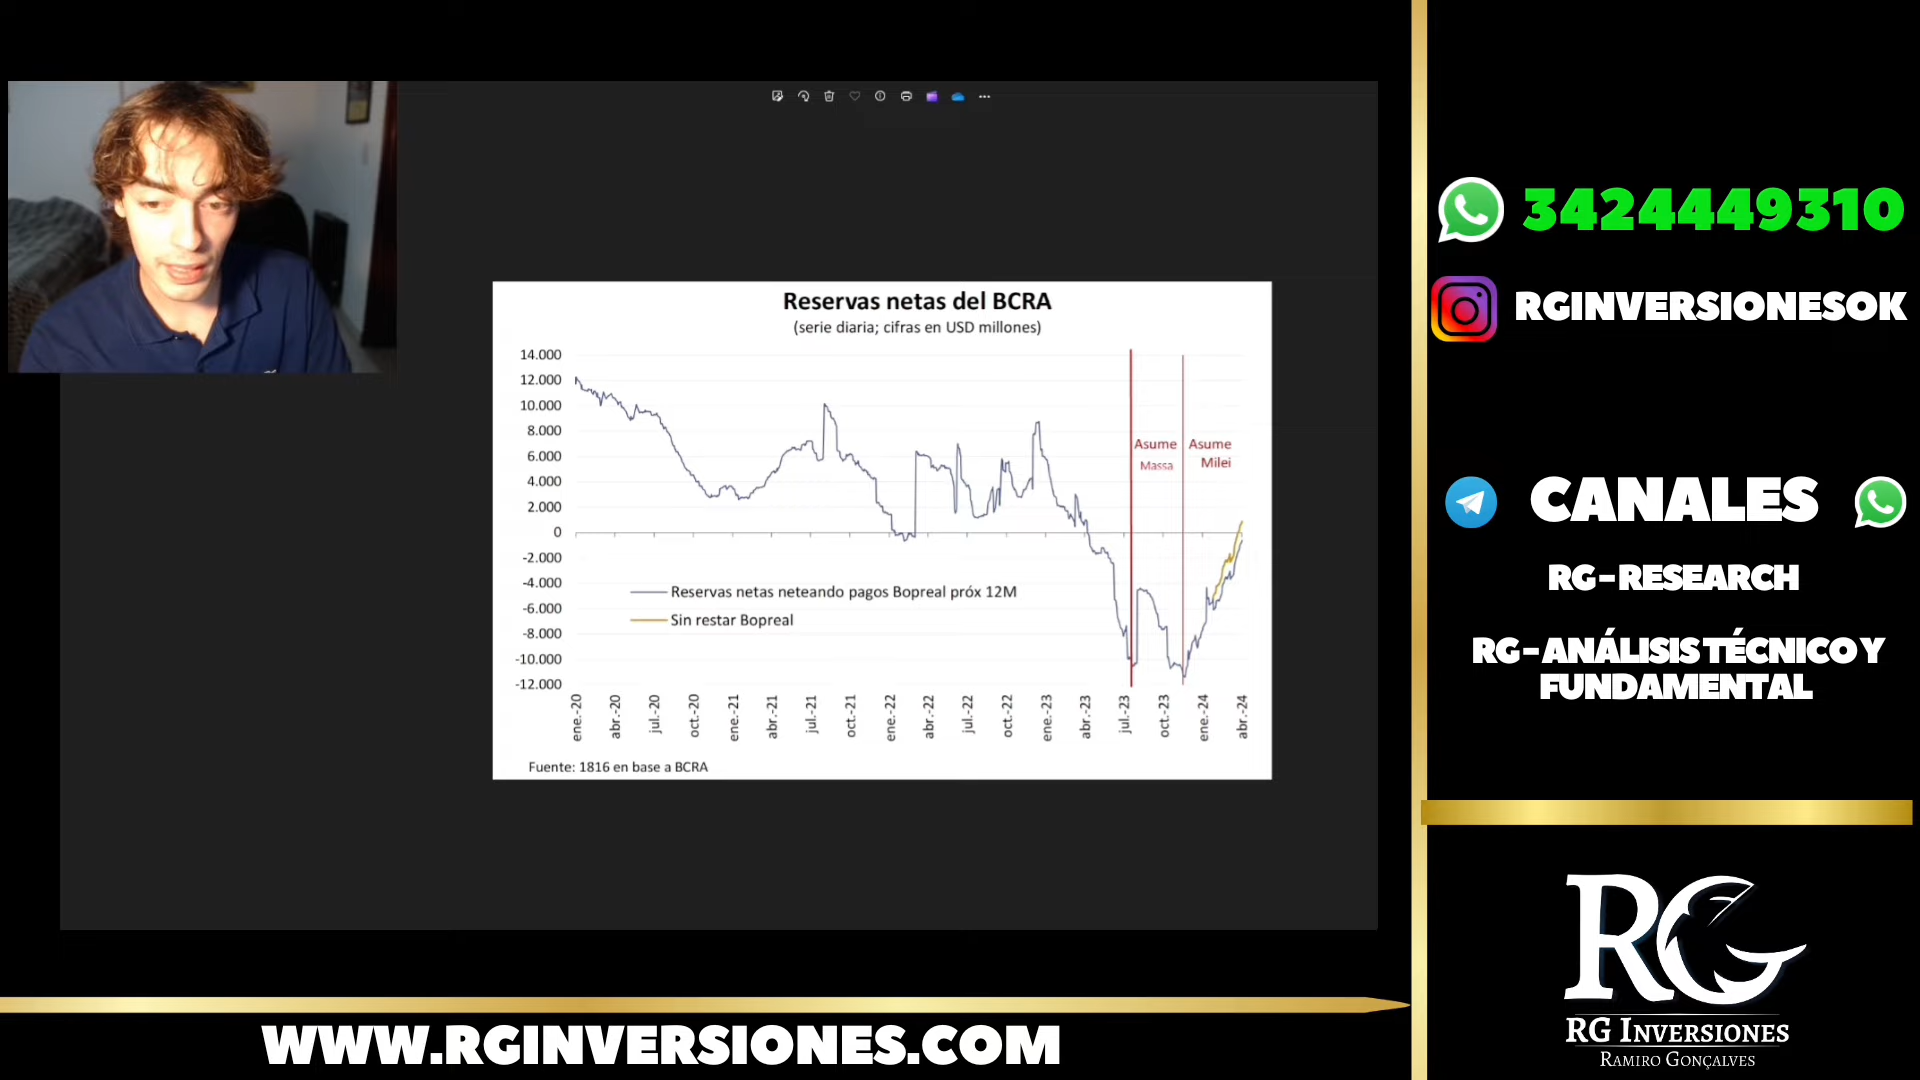 Reservas netas del BCRA
(serie diaria; cifras en USD millones)
14.000
12.000
10.000
8.000
6.000
4.000
2.000
0
-2.000
-4.000
-6.000
-8.000
-10.000
-12.000
Asume
Massa
Asume
Milei
Reservas netas neteando pagos Bopreal próx 12M
Sin restar Bopreal
ene.-20
abr.-20
jul.-20
oct.-20
ene.-21
abr.-21
jul.-21
oct.-21
ene.-22
abr.-22
jul.-22
oct.-22
ene.-23
abr.-23
jul.-23
oct.-23
ene.-24
abr.-24
Fuente: 1816 en base a BCRA
3424449310
RGINVERSIONESOK
CANALES
RG-RESEARCH
RG-ANÁLISIS TÉCNICO Y
FUNDAMENTAL
RG
RG INVERSIONES
RAMIRO GONÇALVES
WWW.RGINVERSIONES.COM